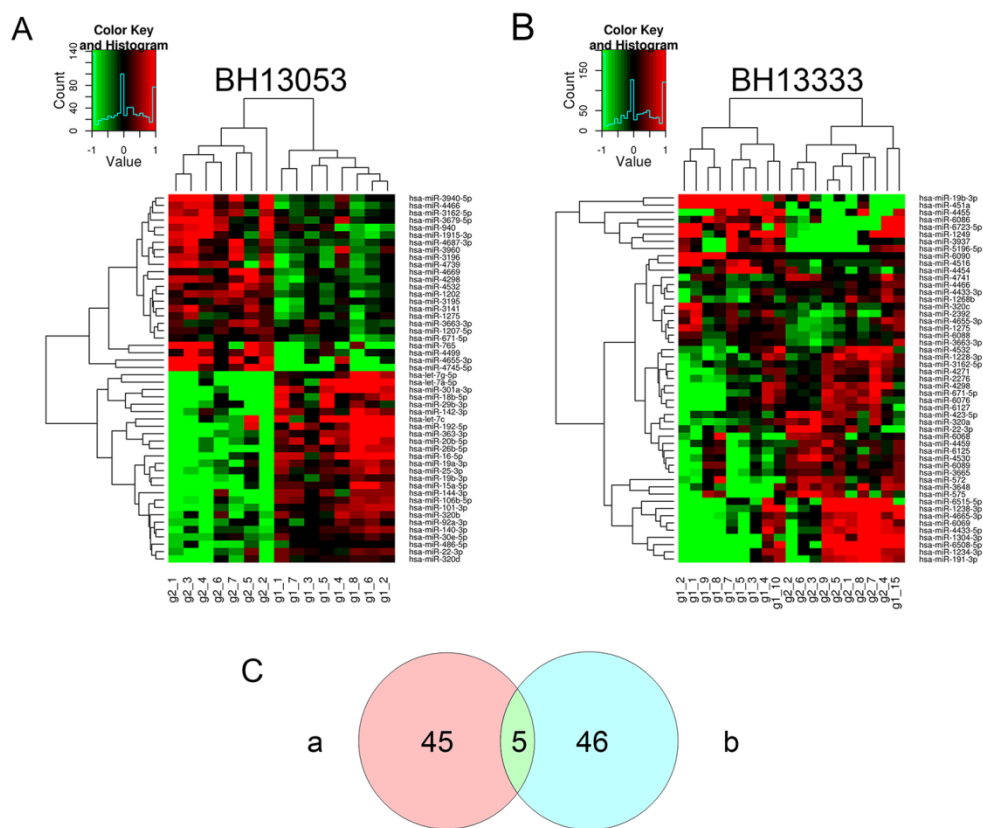 A
Color Key
and Histogram
Count
0 40 80 120 140
-1 0 1
Value
BH13053
hsa-miR-3940-5p
hsa-miR-4466
hsa-miR-3162-5p
hsa-miR-3679-5p
hsa-miR-940
hsa-miR-1915-3p
hsa-miR-4687-3p
hsa-miR-3960
hsa-miR-3196
hsa-miR-4739
hsa-miR-4669
hsa-miR-4298
hsa-miR-4532
hsa-miR-1202
hsa-miR-3195
hsa-miR-3141
hsa-miR-1275
hsa-miR-3663-3p
hsa-miR-1207-5p
hsa-miR-671-5p
hsa-miR-765
hsa-miR-4499
hsa-miR-4655-3p
hsa-miR-4745-5p
hsa-let-7g-5p
hsa-let-7a-5p
hsa-miR-301a-3p
hsa-miR-18b-5p
hsa-miR-29b-3p
hsa-miR-142-3p
hsa-let-7c
hsa-miR-192-5p
hsa-miR-363-3p
hsa-miR-20b-5p
hsa-miR-26b-5p
hsa-miR-16-5p
hsa-miR-19a-3p
hsa-miR-25-3p
hsa-miR-19b-3p
hsa-miR-15a-5p
hsa-miR-144-3p
hsa-miR-106b-5p
hsa-miR-101-3p
hsa-miR-320b
hsa-miR-92a-3p
hsa-miR-140-3p
hsa-miR-30e-5p
hsa-miR-486-5p
hsa-miR-22-3p
hsa-miR-320d
g2_1 g2_3 g2_4 g2_6 g2_7 g2_5 g2_2 g1_1 g1_7 g1_3 g1_5 g1_4 g1_8 g1_6 g1_2
B
Color Key
and Histogram
Count
0 50 100 150
-1 0 1
Value
BH13333
hsa-miR-19b-3p
hsa-miR-451a
hsa-miR-4455
hsa-miR-6086
hsa-miR-6723-5p
hsa-miR-1249
hsa-miR-3937
hsa-miR-5196-5p
hsa-miR-6090
hsa-miR-4516
hsa-miR-4454
hsa-miR-4741
hsa-miR-4466
hsa-miR-4433-3p
hsa-miR-1268b
hsa-miR-320c
hsa-miR-2392
hsa-miR-4655-3p
hsa-miR-1275
hsa-miR-6088
hsa-miR-3663-3p
hsa-miR-4532
hsa-miR-1228-3p
hsa-miR-3162-5p
hsa-miR-4271
hsa-miR-2276
hsa-miR-4298
hsa-miR-671-5p
hsa-miR-6076
hsa-miR-6127
hsa-miR-423-5p
hsa-miR-320a
hsa-miR-22-3p
hsa-miR-6068
hsa-miR-4459
hsa-miR-6125
hsa-miR-4530
hsa-miR-6089
hsa-miR-3665
hsa-miR-572
hsa-miR-3648
hsa-miR-575
hsa-miR-6515-5p
hsa-miR-1238-3p
hsa-miR-4665-3p
hsa-miR-6069
hsa-miR-4433-5p
hsa-miR-1304-3p
hsa-miR-6508-5p
hsa-miR-1234-3p
hsa-miR-191-3p
g1_2 g1_1 g1_9 g1_8 g1_7 g1_5 g1_3 g1_4 g1_10 g2_2 g2_6 g2_3 g2_9 g2_5 g2_1 g2_8 g2_7 g2_4 g1_15
C
a 45 5 46 b